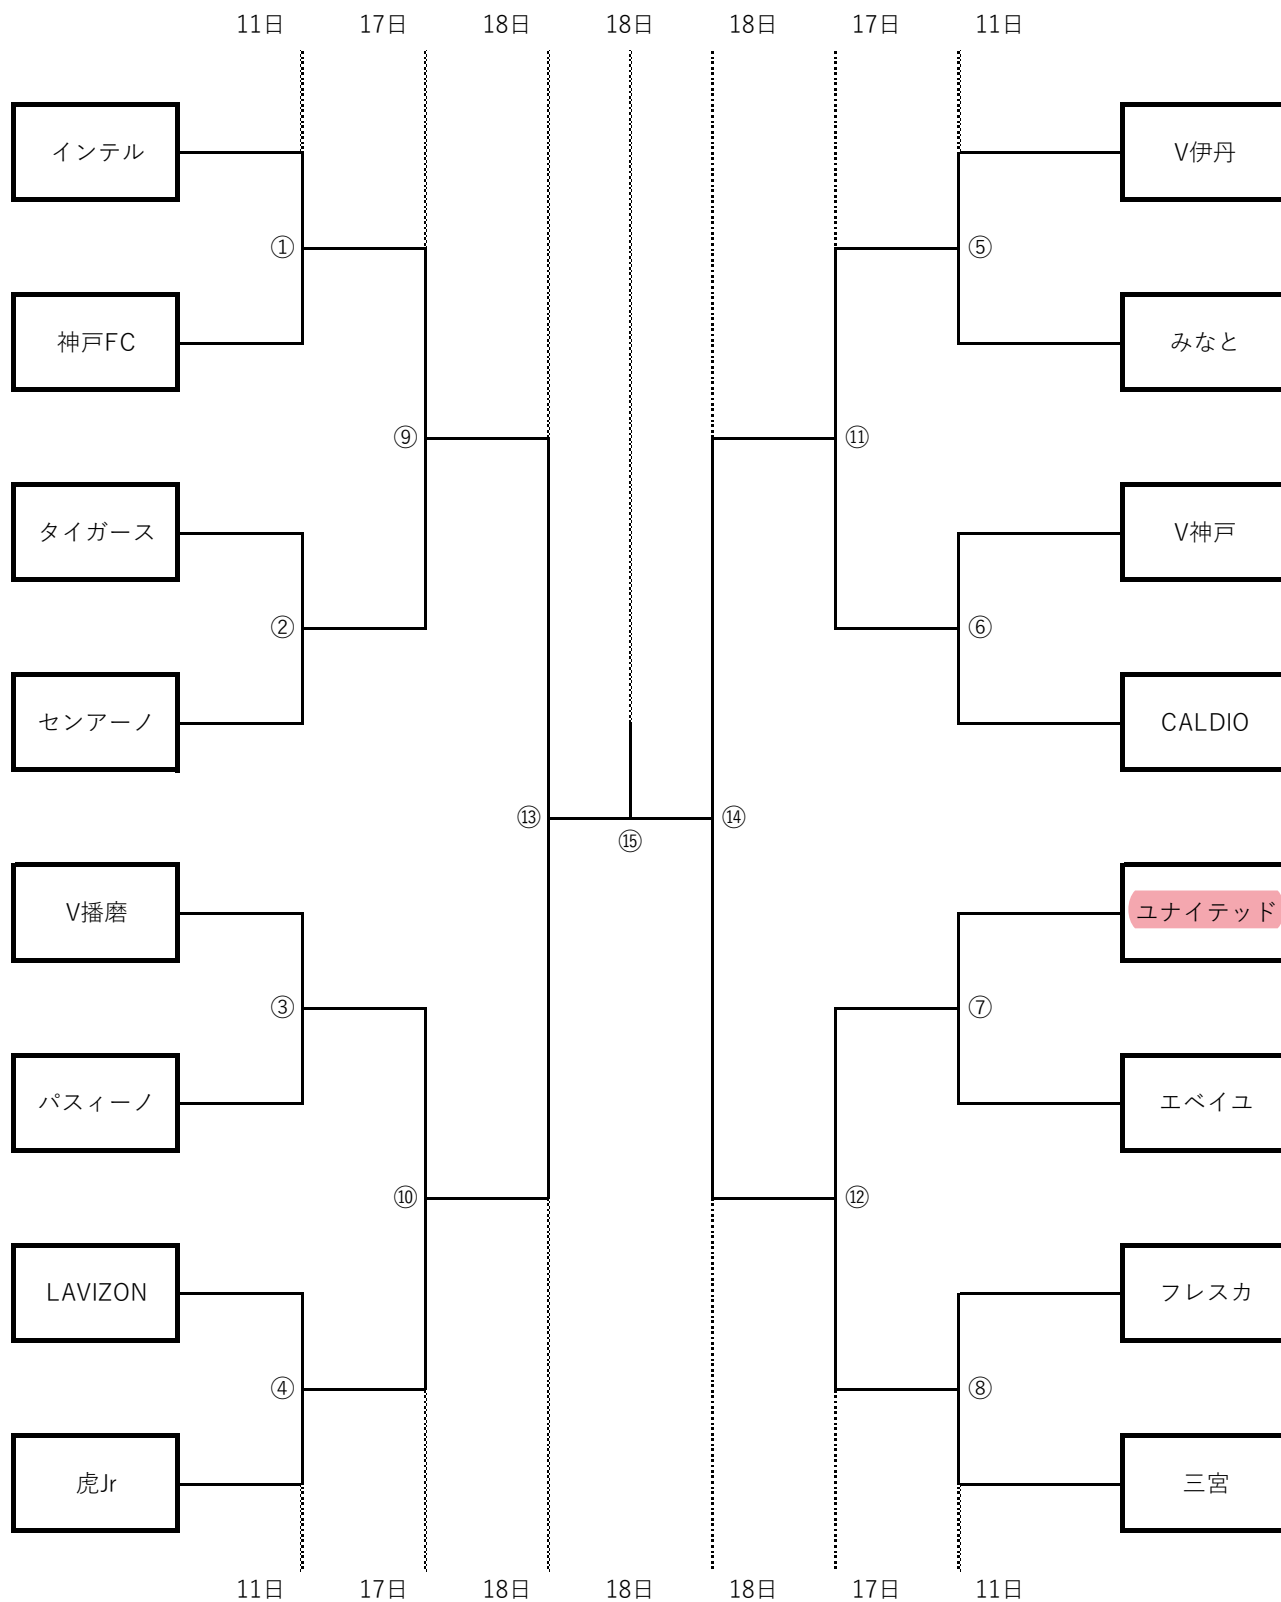 11日 17日 18日 18日 18日 17日 11日
インテル V伊丹
① ⑤
神戸FC みなと
⑨ ⑪
タイガース V神戸
② ⑥
センアーノ CALDIO
⑬ ⑭
⑮
V播磨 ユナイテッド
③ ⑦
パスィーノ エベイユ
⑩ ⑫
LAVIZON フレスカ
④ ⑧
虎Jr 三宮
11日 17日 18日 18日 18日 17日 11日